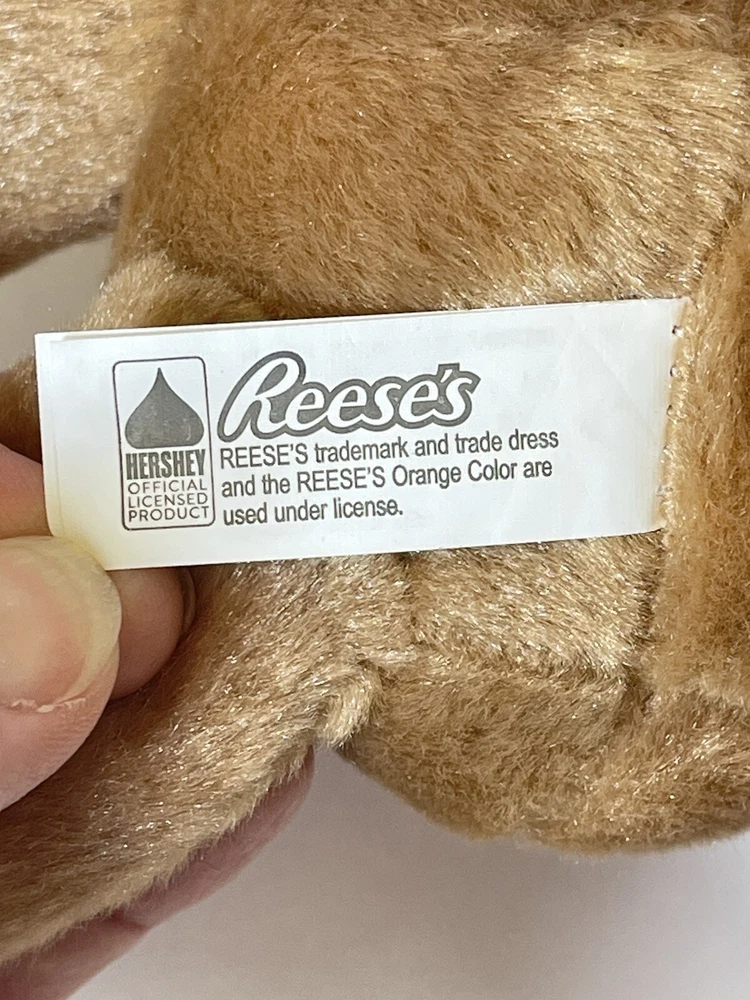 HERSHEY
OFFICIAL
LICENSED
PRODUCT
Reese's
REESE'S trademark and trade dress
and the REESE'S Orange Color are
used under license.